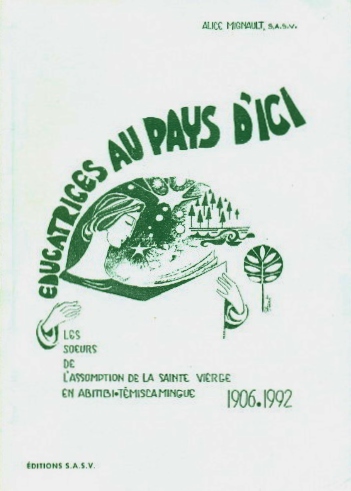 ALICE MIGNAULT, S.A.S.V.
EDUCATRICES AU PAYS D'ICI
LES
SOEURS
DE
L'ASSOMPTION DE LA SAINTE VIERGE
EN ABITIBI•TÉMISCAMINGUE
1906.1992
ÉDITIONS S.A.S.V.